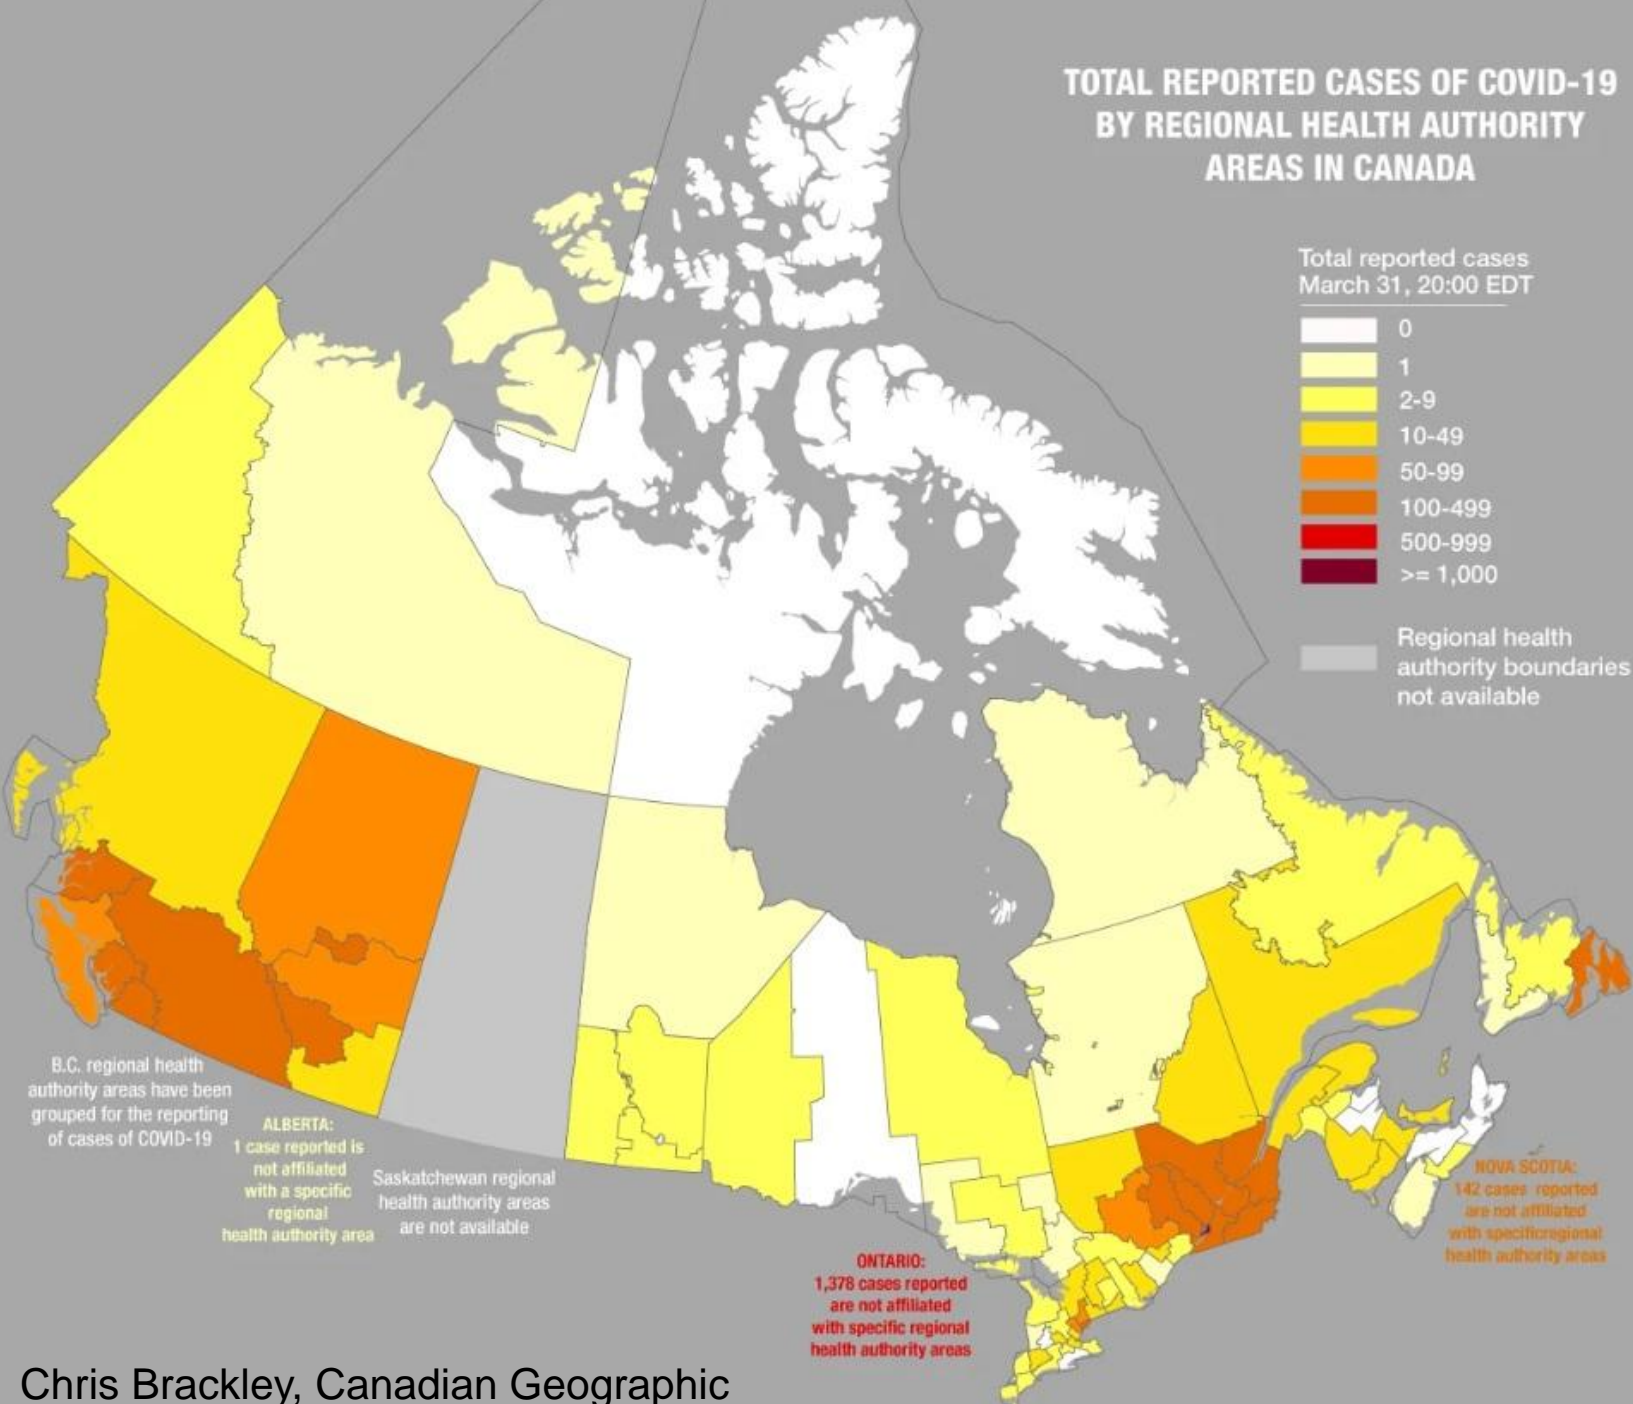 TOTAL REPORTED CASES OF COVID-19
BY REGIONAL HEALTH AUTHORITY
AREAS IN CANADA
Total reported cases
March 31, 20:00 EDT
0
1
2-9
10-49
50-99
100-499
500-999
>= 1,000
Regional health
authority boundaries
not available
B.C. regional health
authority areas have been
grouped for the reporting
of cases of COVID-19
ALBERTA:
1 case reported is
not affiliated
with a specific
regional
health authority area
Saskatchewan regional
health authority areas
are not available
ONTARIO:
1,378 cases reported
are not affiliated
with specific regional
health authority areas
NOVA SCOTIA:
142 cases reported
are not affiliated
with specificregional
health authority areas
Chris Brackley, Canadian Geographic